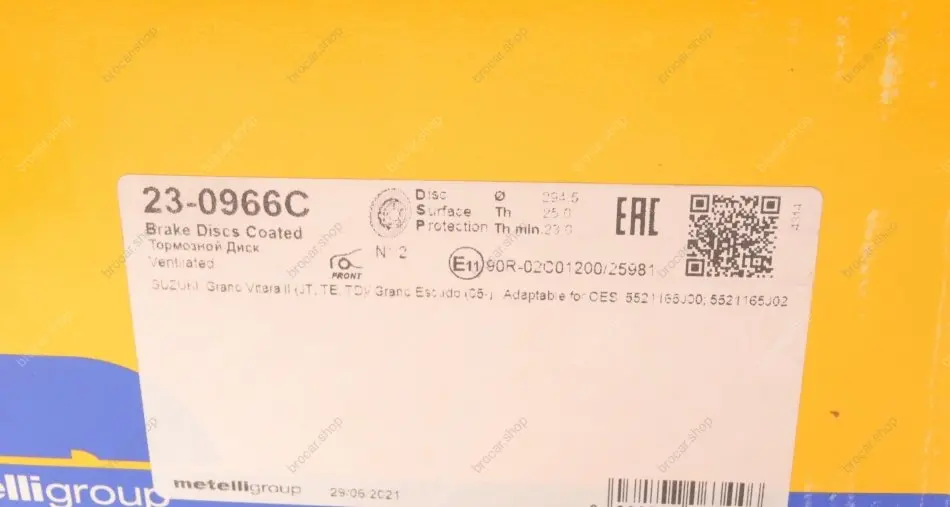 23-0966C
Brake Discs Coated
Тормозной Диск
Ventilated
FRONT
N° 2
Disc Ø 294.5
Surface Th 25.0
Protection Th min. 23.0
EAC
E11 90R-02C01200/25981
SUZUKI: Grand Vitara II (JT, TE, TD)/ Grand Escudo (05-) Adaptable for OES: 5521165J00; 5521165J02
metelligroup
29/06/2021
elligroup
brocar.shop